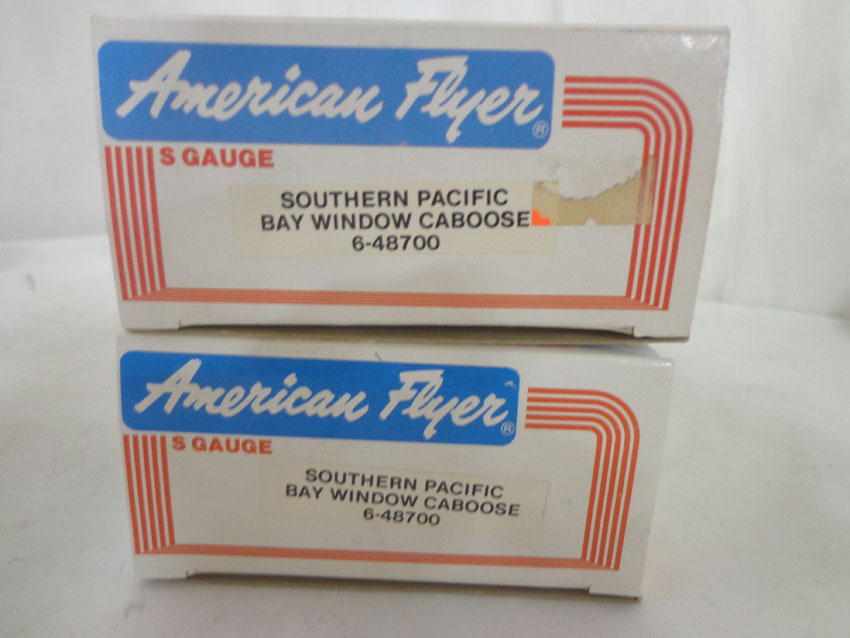 American Flyer®
S GAUGE
SOUTHERN PACIFIC
BAY WINDOW CABOOSE
6-48700
American Flyer®
S GAUGE
SOUTHERN PACIFIC
BAY WINDOW CABOOSE
6-48700